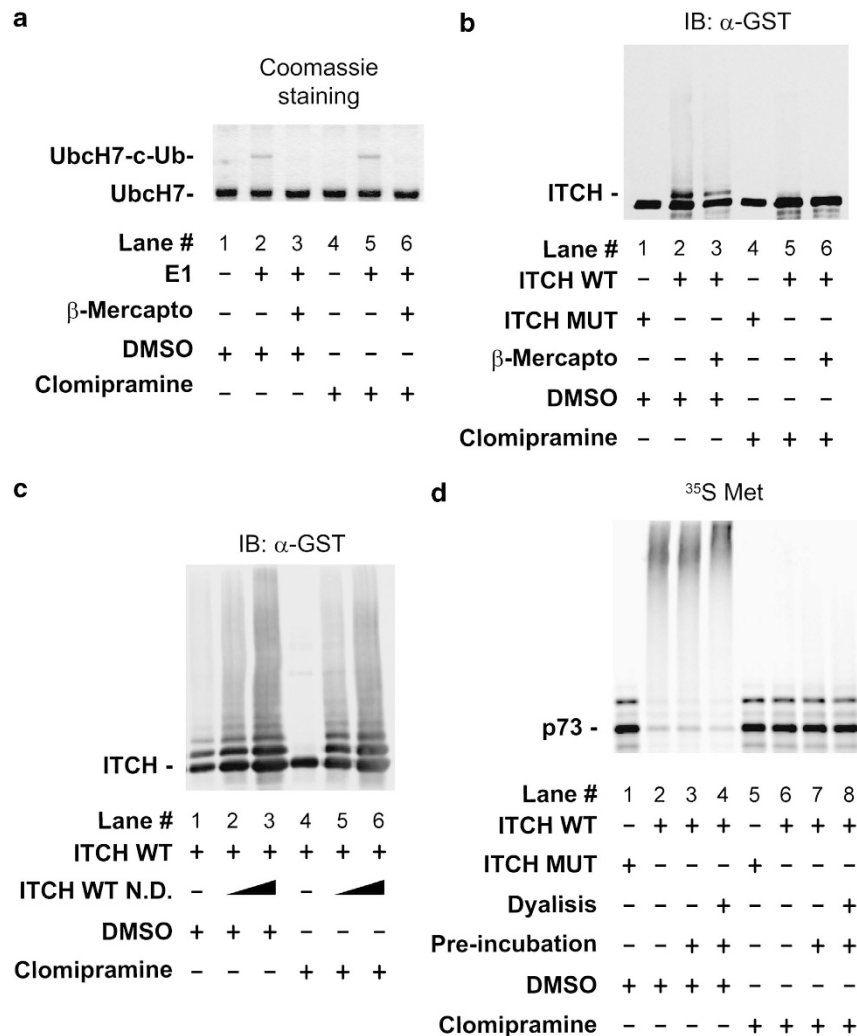 a
Coomassie
staining
UbcH7-c-Ub-
UbcH7-
Lane # 1 2 3 4 5 6
E1 – + + – + +
β-Mercapto – – + – – +
DMSO + + + – – –
Clomipramine – – – + + +
b
IB: α-GST
ITCH -
Lane # 1 2 3 4 5 6
ITCH WT – + + – + +
ITCH MUT + – – + – –
β-Mercapto – – + – – +
DMSO + + + – – –
Clomipramine – – – + + +
c
IB: α-GST
ITCH -
Lane # 1 2 3 4 5 6
ITCH WT + + + + + +
ITCH WT N.D. – –
DMSO + + + – – –
Clomipramine – – – + + +
d
³⁵S Met
p73 -
Lane # 1 2 3 4 5 6 7 8
ITCH WT – + + + – + + +
ITCH MUT + – – – + – – –
Dyalisis – – – + – – – +
Pre-incubation – – + + – – + +
DMSO + + + + – – – –
Clomipramine – – – – + + + +